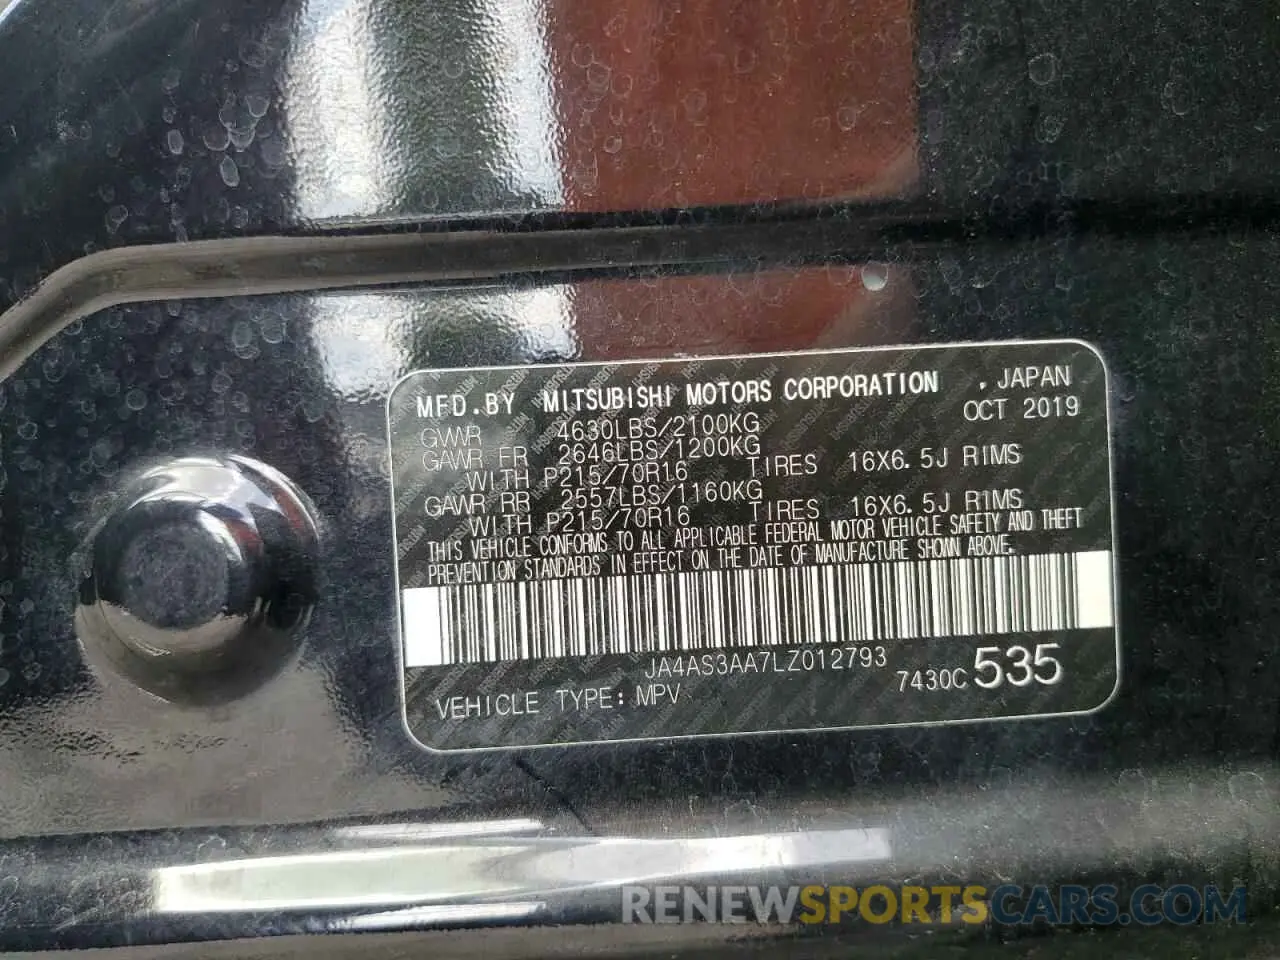 MFD.BY MITSUBISHI MOTORS CORPORATION , JAPAN
OCT 2019
GVWR 4630LBS/2100KG
GAWR FR 2646LBS/1200KG
WITH P215/70R16 TIRES 16X6.5J RIMS
GAWR RR 2557LBS/1160KG
WITH P215/70R16 TIRES 16X6.5J RIMS
THIS VEHICLE CONFORMS TO ALL APPLICABLE FEDERAL MOTOR VEHICLE SAFETY AND THEFT
PREVENTION STANDARDS IN EFFECT ON THE DATE OF MANUFACTURE SHOWN ABOVE.
JA4AS3AA7LZ012793
7430C 535
VEHICLE TYPE: MPV
RENEWSPORTSCARS.COM